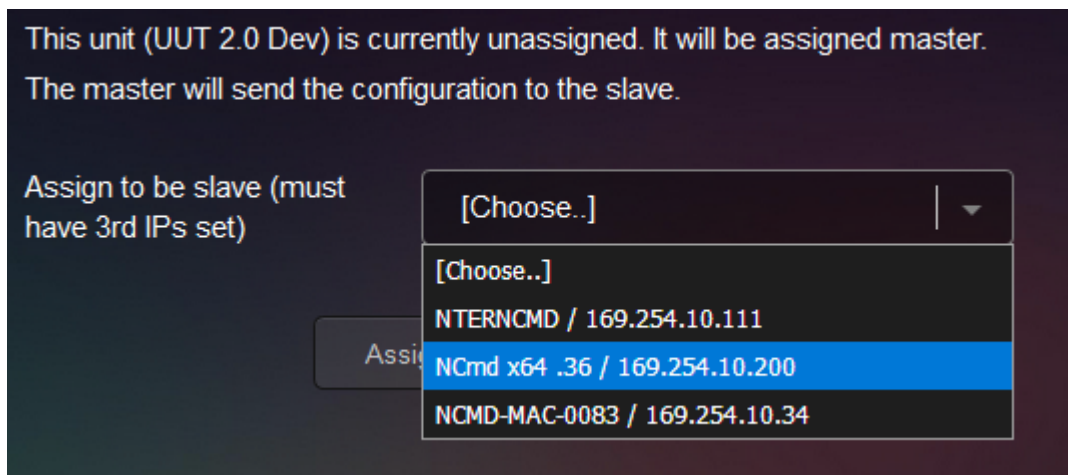 This unit (UUT 2.0 Dev) is currently unassigned. It will be assigned master.
The master will send the configuration to the slave.
Assign to be slave (must
have 3rd IPs set)
[Choose..]
[Choose..]
NTERNCMD / 169.254.10.111
NCmd x64 .36 / 169.254.10.200
NCMD-MAC-0083 / 169.254.10.34